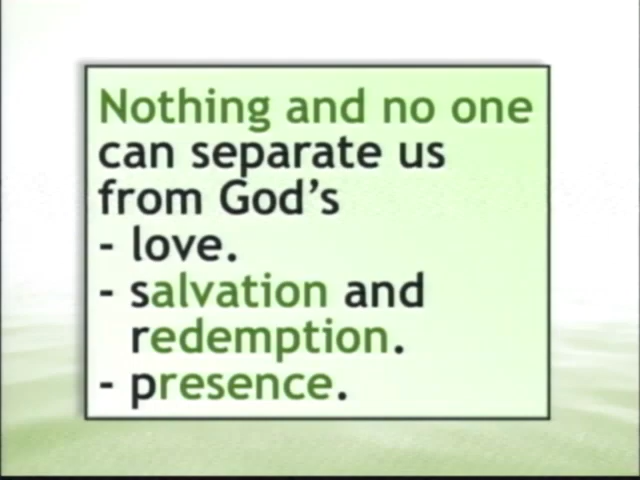 Nothing and no one
can separate us
from God's
- love.
- salvation and
redemption.
- presence.